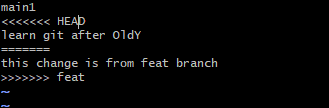 main1
<<<<<<< HEAD
learn git after OldY
=======
this change is from feat branch
>>>>>>> feat
~
~